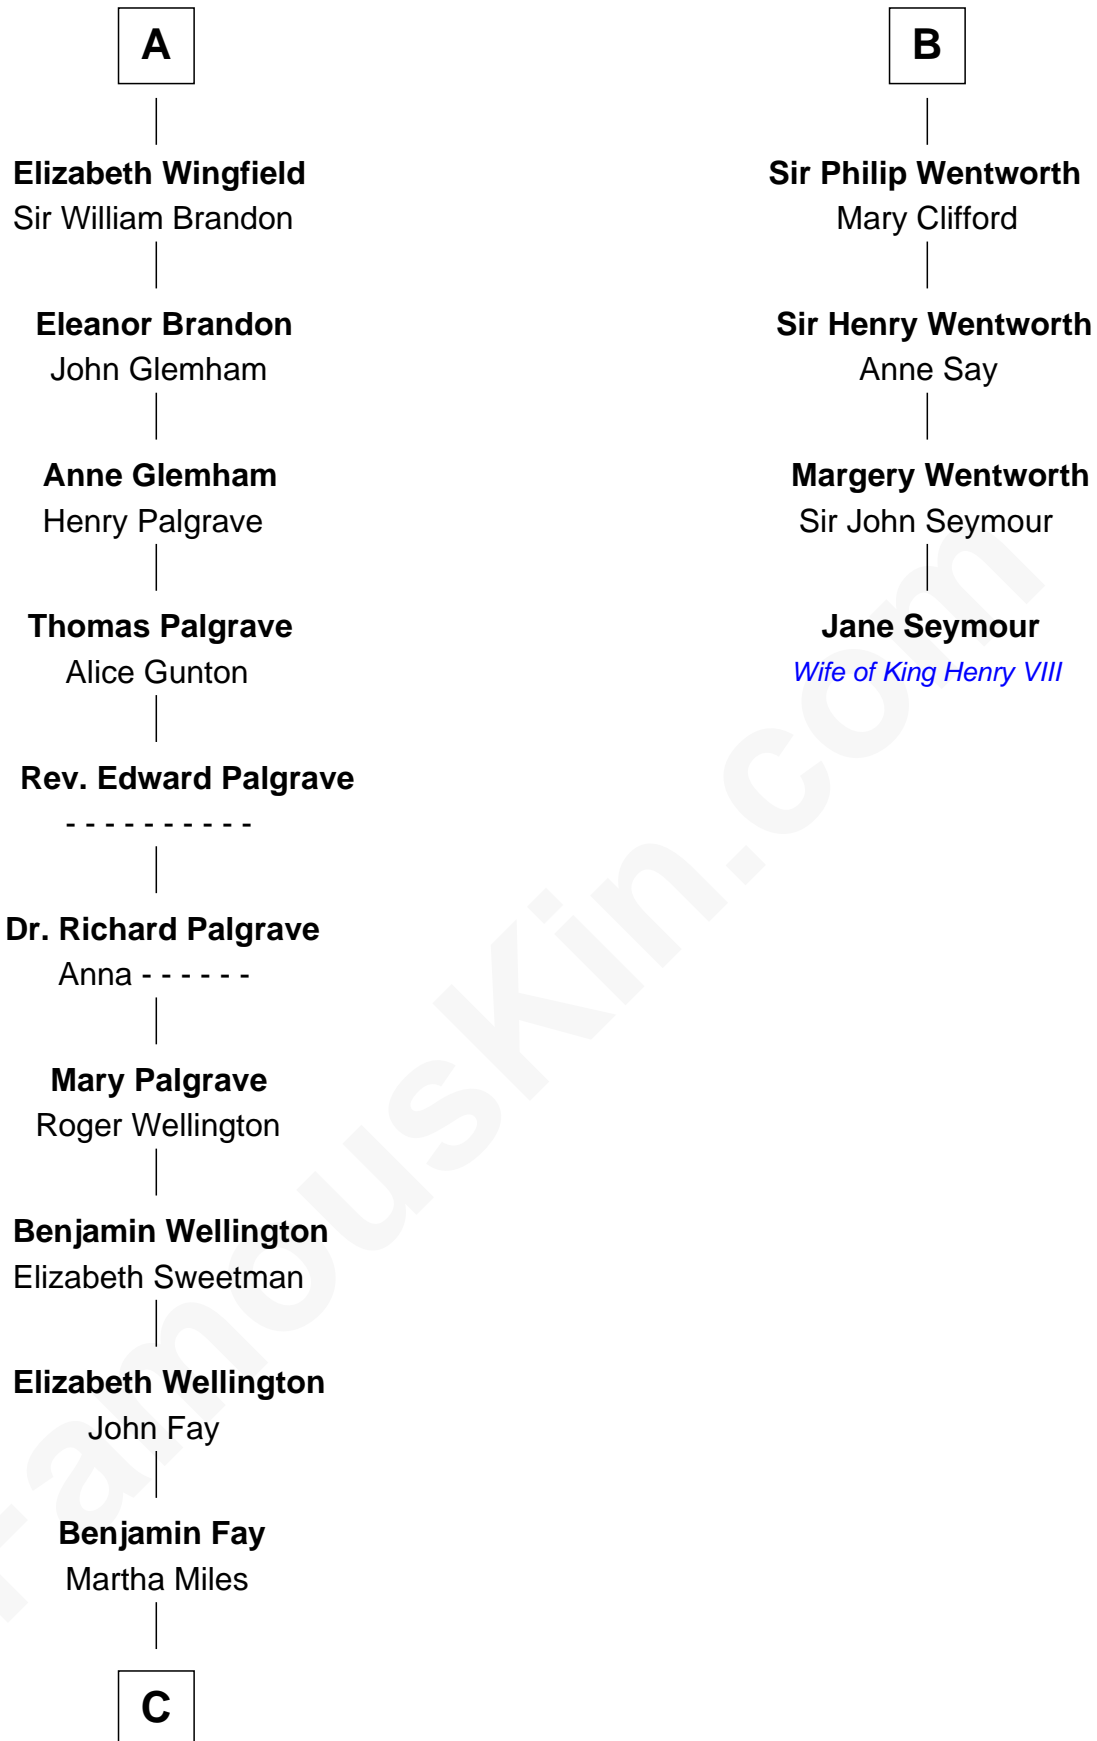 A
Elizabeth Wingfield
Sir William Brandon
Eleanor Brandon
John Glemham
Anne Glemham
Henry Palgrave
Thomas Palgrave
Alice Gunton
Rev. Edward Palgrave
- - - - - - - - - -
Dr. Richard Palgrave
Anna - - - - - -
Mary Palgrave
Roger Wellington
Benjamin Wellington
Elizabeth Sweetman
Elizabeth Wellington
John Fay
Benjamin Fay
Martha Miles
C
B
Sir Philip Wentworth
Mary Clifford
Sir Henry Wentworth
Anne Say
Margery Wentworth
Sir John Seymour
Jane Seymour
Wife of King Henry VIII
FamousKin.com